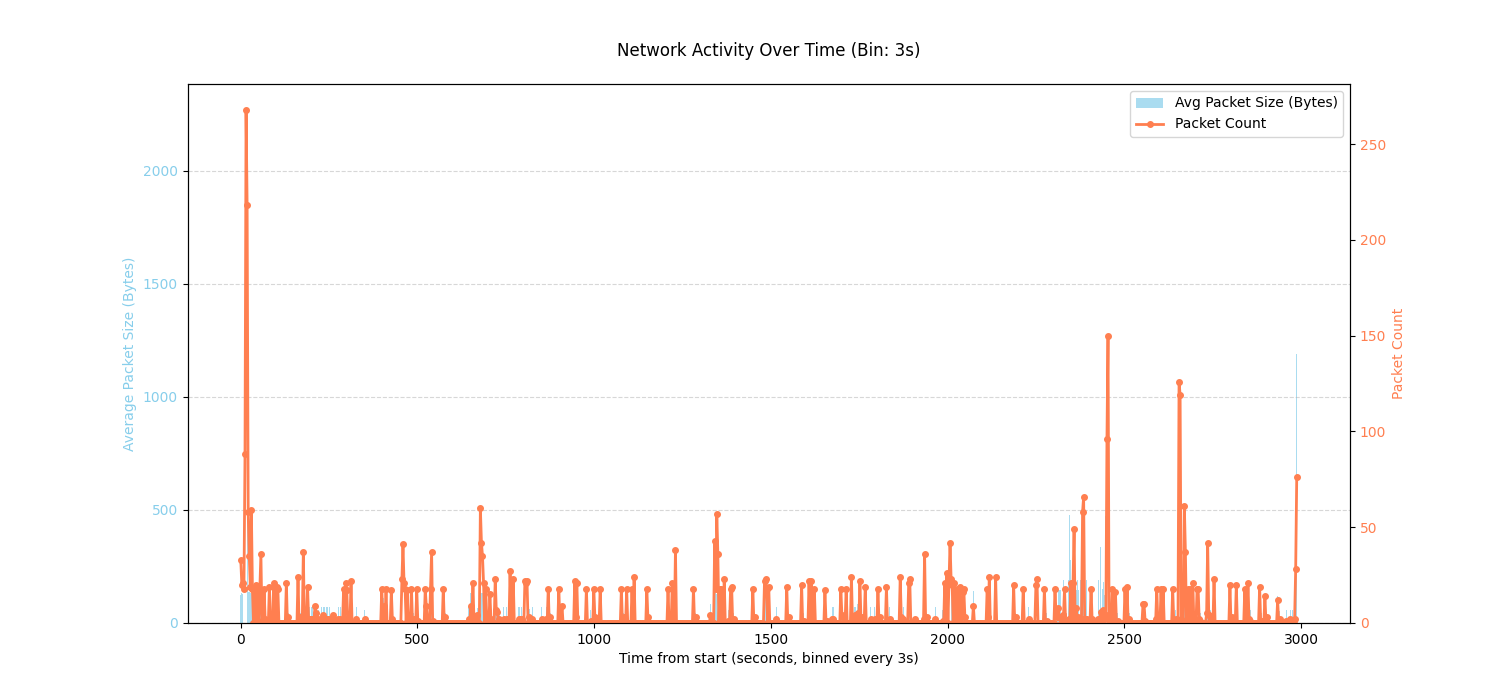 Network Activity Over Time (Bin: 3s)
Avg Packet Size (Bytes)
Packet Count
2000
1500
1000
500
0
Average Packet Size (Bytes)
250
200
150
100
50
0
Packet Count
0 500 1000 1500 2000 2500 3000
Time from start (seconds, binned every 3s)